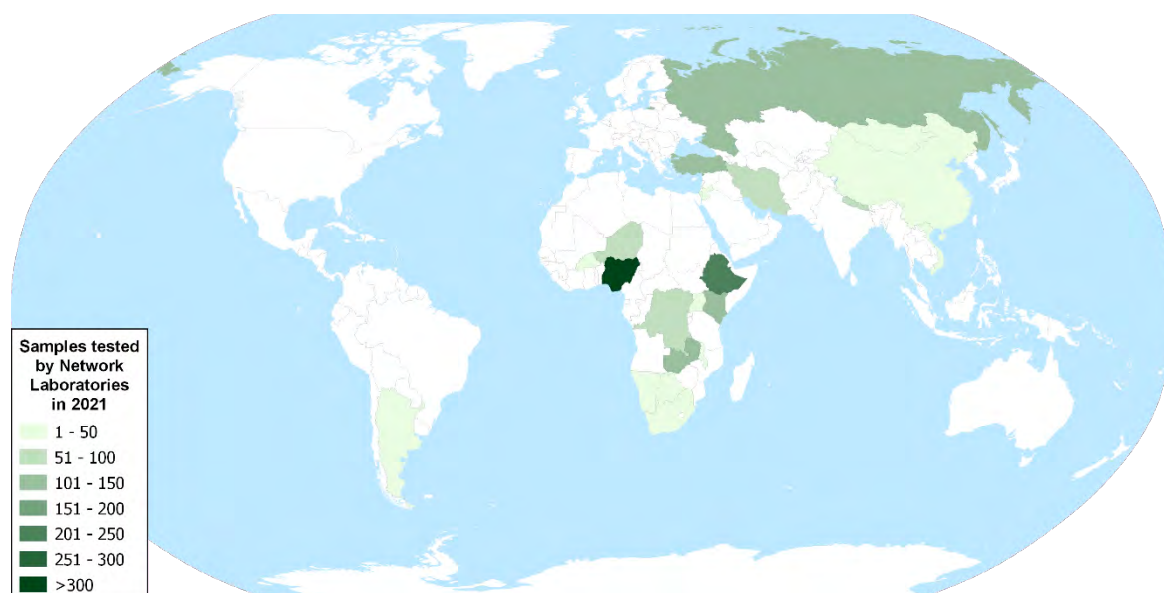 Samples tested
by Network
Laboratories
in 2021
1 - 50
51 - 100
101 - 150
151 - 200
201 - 250
251 - 300
>300